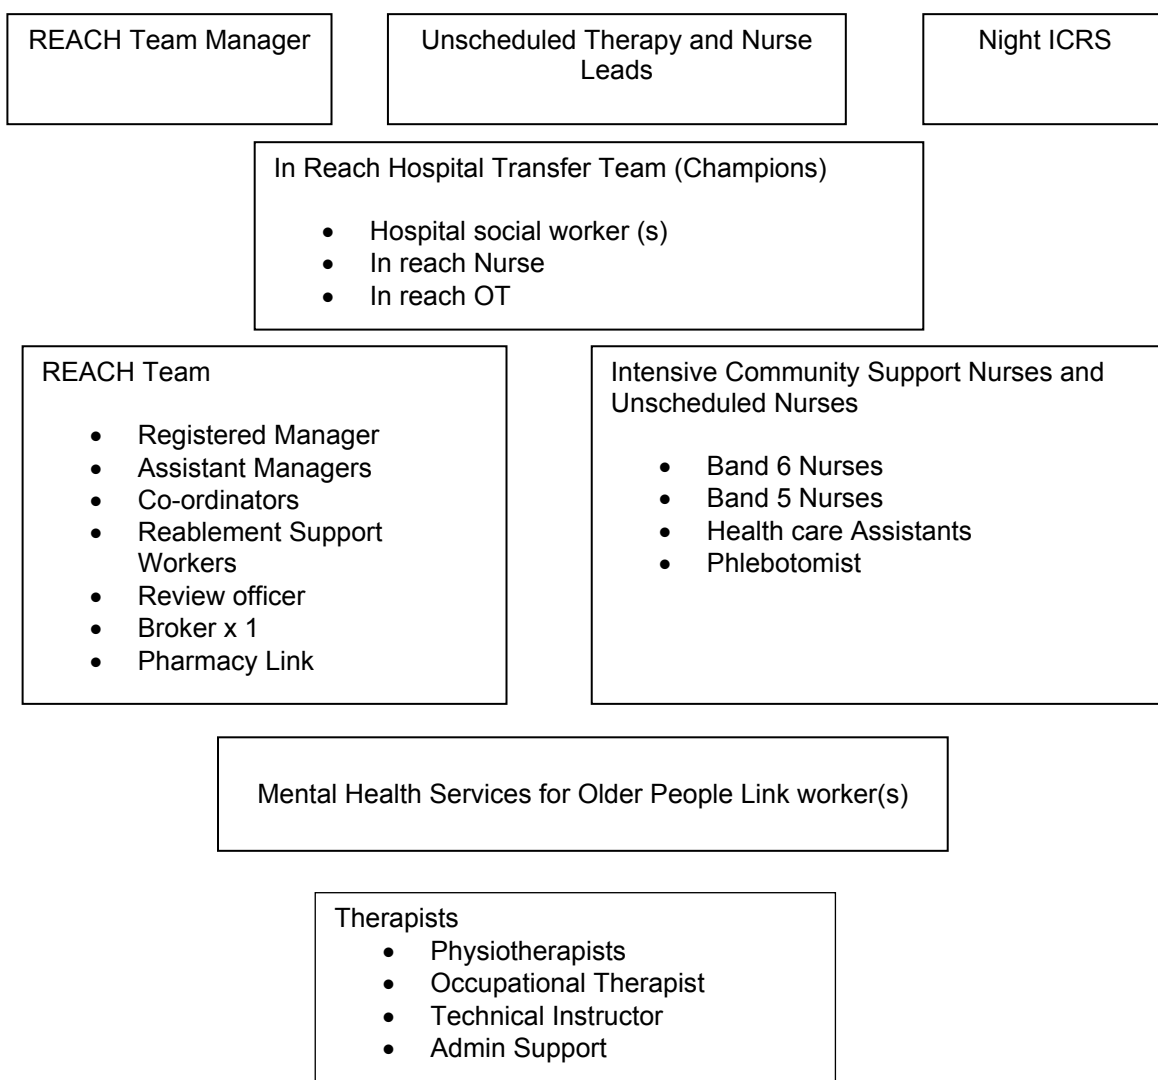 REACH Team Manager
Unscheduled Therapy and Nurse
Leads
Night ICRS
In Reach Hospital Transfer Team (Champions)
• Hospital social worker (s)
• In reach Nurse
• In reach OT
REACH Team
• Registered Manager
• Assistant Managers
• Co-ordinators
• Reablement Support
Workers
• Review officer
• Broker x 1
• Pharmacy Link
Intensive Community Support Nurses and
Unscheduled Nurses
• Band 6 Nurses
• Band 5 Nurses
• Health care Assistants
• Phlebotomist
Mental Health Services for Older People Link worker(s)
Therapists
• Physiotherapists
• Occupational Therapist
• Technical Instructor
• Admin Support